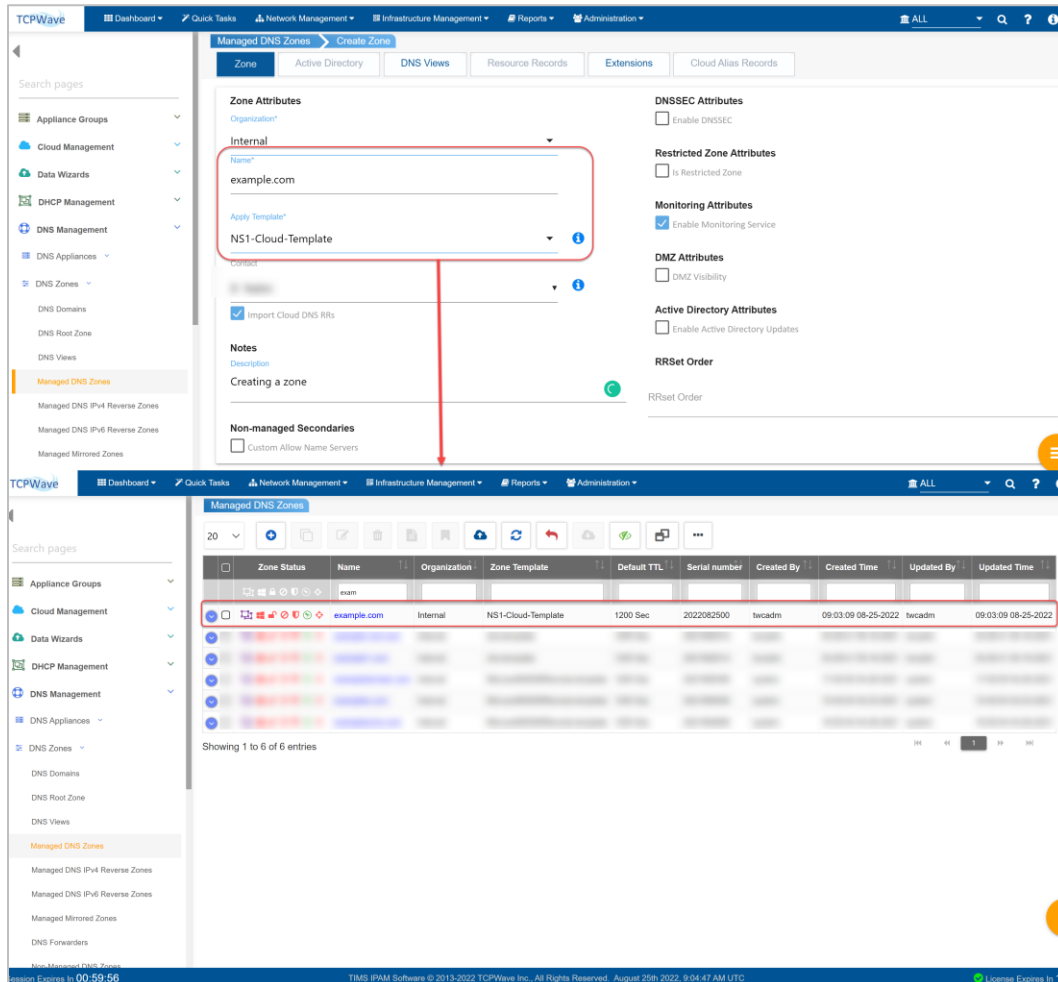 TCPWave Dashboard Quick Tasks Network Management Infrastructure Management Reports Administration ALL ?
Managed DNS Zones Create Zone
Zone Active Directory DNS Views Resource Records Extensions Cloud Alias Records
Search pages
Appliance Groups
Cloud Management
Data Wizards
DHCP Management
DNS Management
DNS Appliances
DNS Zones
DNS Domains
DNS Root Zone
DNS Views
Managed DNS Zones
Managed DNS IPv4 Reverse Zones
Managed DNS IPv6 Reverse Zones
Managed Mirrored Zones
Zone Attributes
Organization*
Internal
Name*
example.com
Apply Template*
NS1-Cloud-Template
Contact
Import Cloud DNS RRs
Notes
Description
Creating a zone
Non-managed Secondaries
Custom Allow Name Servers
DNSSEC Attributes
Enable DNSSEC
Restricted Zone Attributes
Is Restricted Zone
Monitoring Attributes
Enable Monitoring Service
DMZ Attributes
DMZ Visibility
Active Directory Attributes
Enable Active Directory Updates
RRSet Order
RRset Order
TCPWave Dashboard Quick Tasks Network Management Infrastructure Management Reports Administration ALL ?
Managed DNS Zones
Search pages
Appliance Groups
Cloud Management
Data Wizards
DHCP Management
DNS Management
DNS Appliances
DNS Zones
DNS Domains
DNS Root Zone
DNS Views
Managed DNS Zones
Managed DNS IPv4 Reverse Zones
Managed DNS IPv6 Reverse Zones
Managed Mirrored Zones
DNS Forwarders
Non-Managed DNS Zones
20
Zone Status Name Organization Zone Template Default TTL Serial number Created By Created Time Updated By Updated Time
exam
example.com Internal NS1-Cloud-Template 1200 Sec 2022082500 twcadm 09:03:09 08-25-2022 twcadm 09:03:09 08-25-2022
Showing 1 to 6 of 6 entries
1
Session Expires In 00:59:56 TIMS IPAM Software © 2013-2022 TCPWave Inc., All Rights Reserved. August 25th 2022, 9:04:47 AM UTC License Expires In